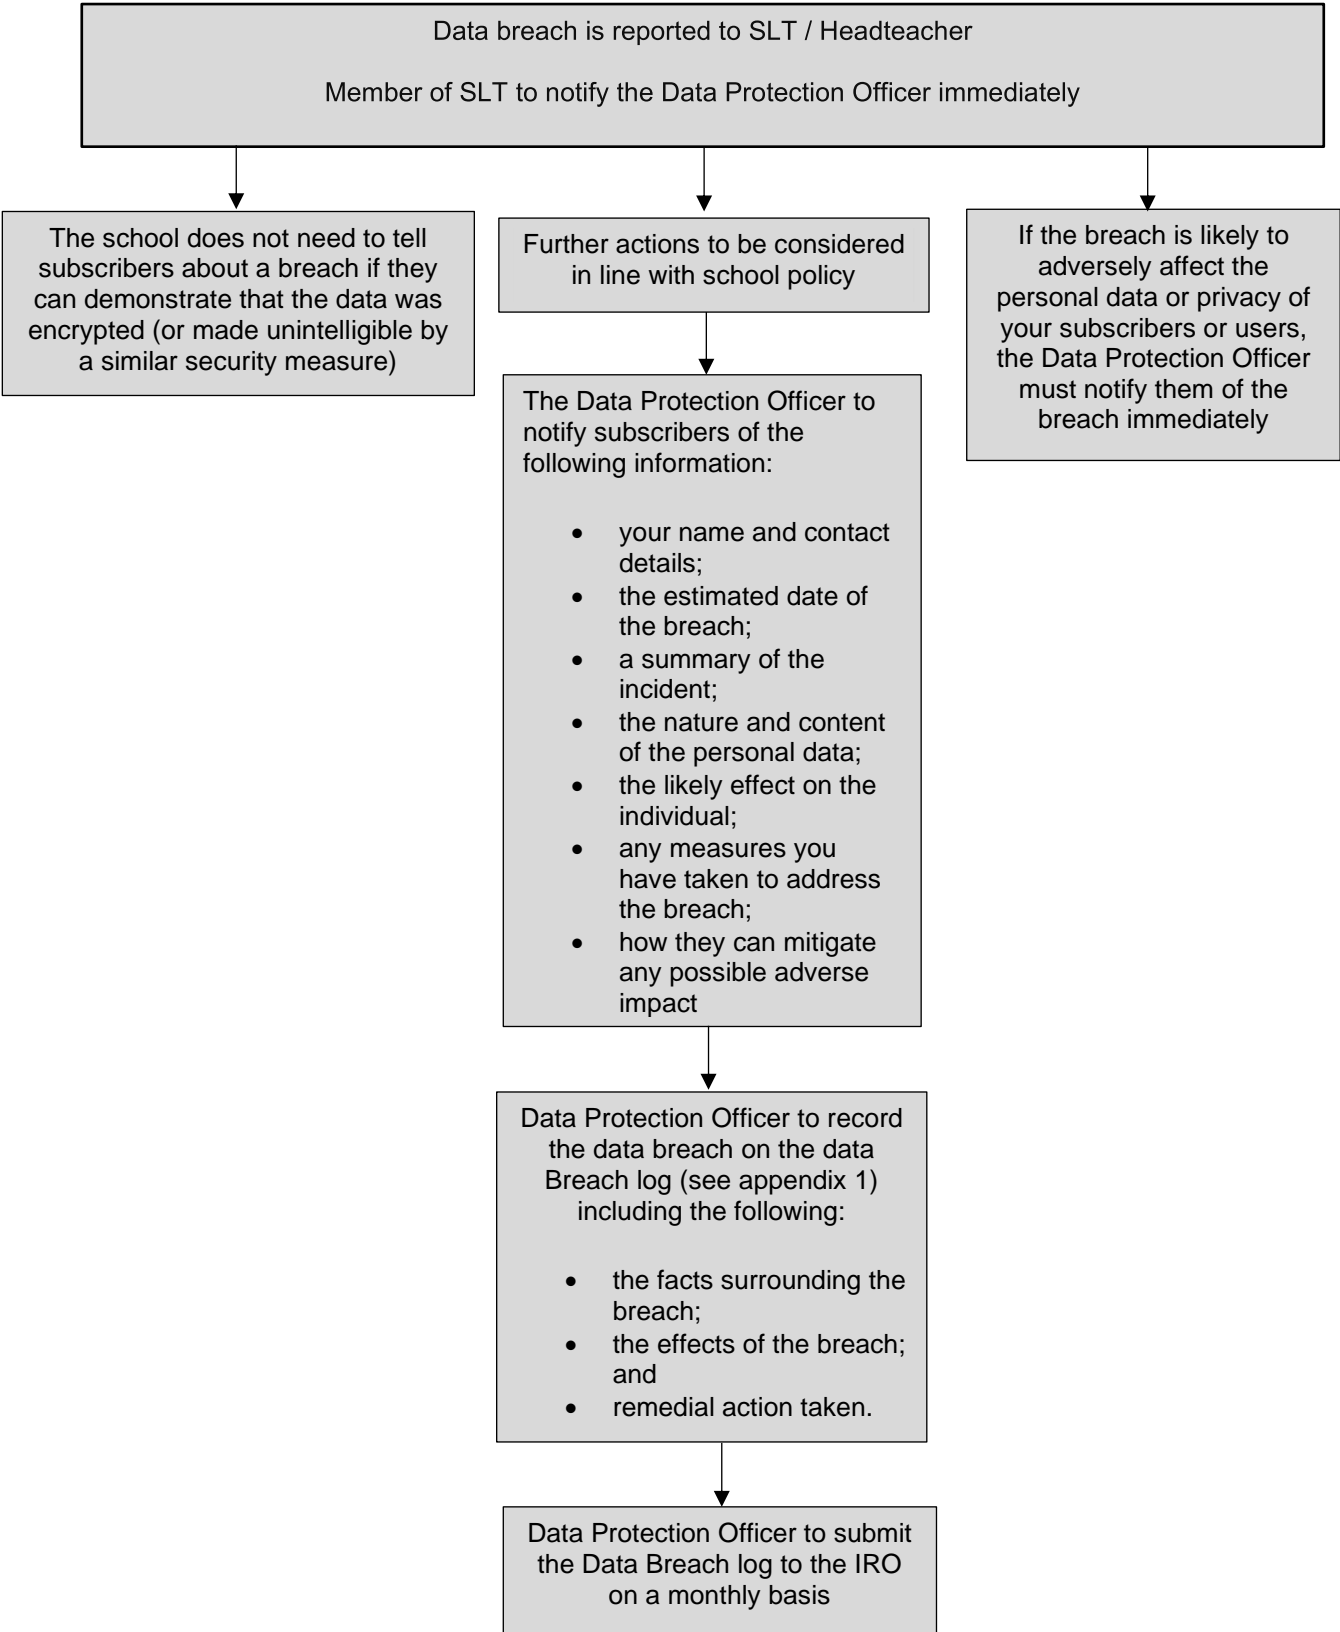 Data breach is reported to SLT / Headteacher
Member of SLT to notify the Data Protection Officer immediately
The school does not need to tell
subscribers about a breach if they
can demonstrate that the data was
encrypted (or made unintelligible by
a similar security measure)
Further actions to be considered
in line with school policy
If the breach is likely to
adversely affect the
personal data or privacy of
your subscribers or users,
the Data Protection Officer
must notify them of the
breach immediately
The Data Protection Officer to
notify subscribers of the
following information:
• your name and contact
details;
• the estimated date of
the breach;
• a summary of the
incident;
• the nature and content
of the personal data;
• the likely effect on the
individual;
• any measures you
have taken to address
the breach;
• how they can mitigate
any possible adverse
impact
Data Protection Officer to record
the data breach on the data
Breach log (see appendix 1)
including the following:
• the facts surrounding the
breach;
• the effects of the breach;
and
• remedial action taken.
Data Protection Officer to submit
the Data Breach log to the IRO
on a monthly basis